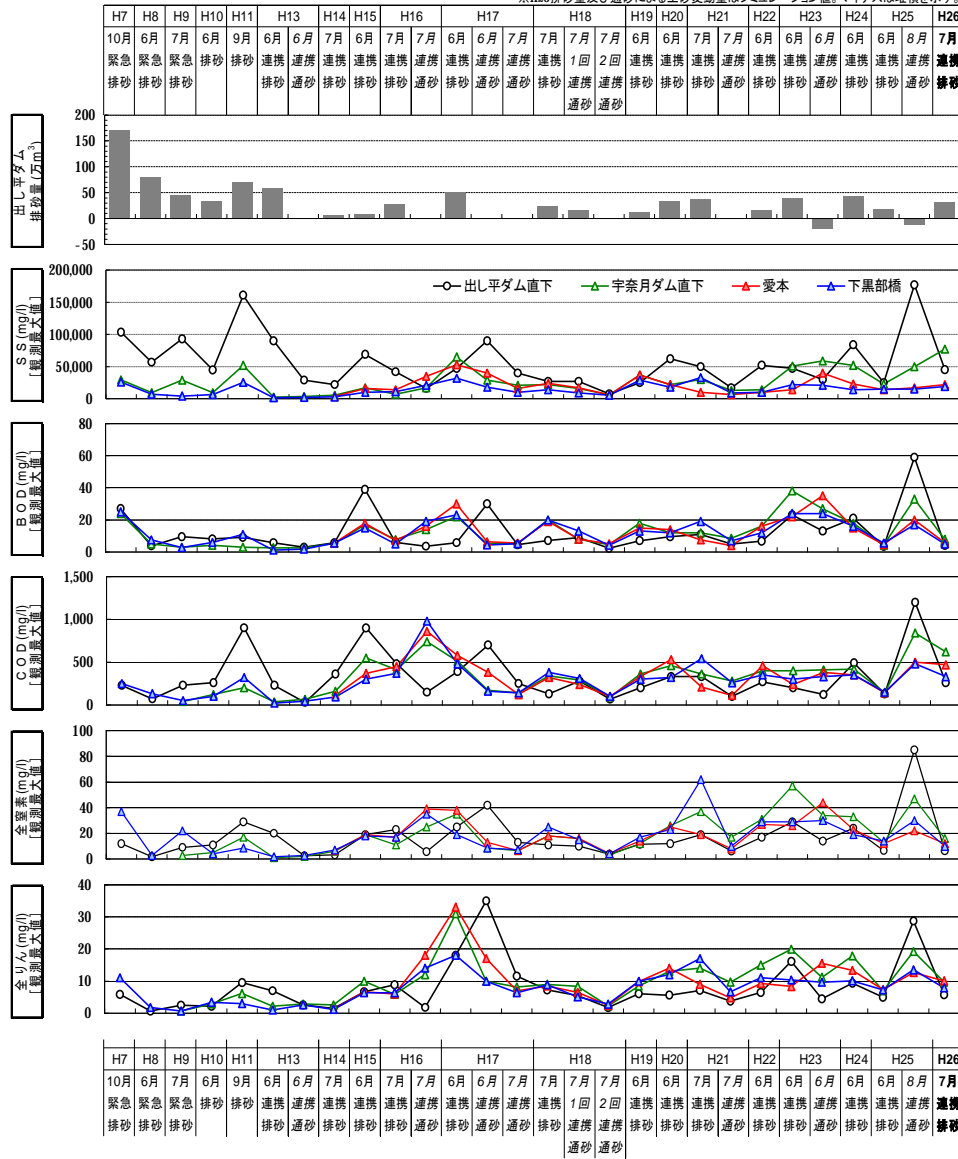 H7 H8 H9 H10 H11 H13 H14 H15 H16 H17 H18 H19 H20 H21 H22 H23 H24 H25 H26
10月 6月 7月 6月 9月 6月 6月 7月 6月 7月 7月 6月 6月 7月 7月 7月 7月 6月 6月 7月 7月 6月 6月 6月 6月 6月 8月 7月
緊急 緊急 緊急 排砂 排砂 連携 連携 連携 連携 連携 連携 連携 連携 連携 連携 1回 2回 連携 連携 連携 連携 連携 連携 連携 連携 連携 連携 連携
排砂 排砂 排砂 排砂 通砂 排砂 排砂 排砂 通砂 排砂 通砂 通砂 排砂 連携 連携 排砂 排砂 排砂 通砂 排砂 排砂 通砂 排砂 排砂 通砂 排砂
通砂 通砂
出し平ダム
排砂量(万m³)
200
150
100
50
0
-50
SS(mg/l)
[観測最大値]
200,000
150,000
100,000
50,000
0
出し平ダム直下 宇奈月ダム直下 愛本 下黒部橋
BOD(mg/l)
[観測最大値]
80
60
40
20
0
COD(mg/l)
[観測最大値]
1,500
1,000
500
0
全窒素(mg/l)
[観測最大値]
100
80
60
40
20
0
全りん(mg/l)
[観測最大値]
40
30
20
10
0
H7 H8 H9 H10 H11 H13 H14 H15 H16 H17 H18 H19 H20 H21 H22 H23 H24 H25 H26
10月 6月 7月 6月 9月 6月 6月 7月 6月 7月 7月 6月 6月 7月 7月 7月 7月 6月 6月 7月 7月 6月 6月 6月 6月 6月 8月 7月
緊急 緊急 緊急 排砂 排砂 連携 連携 連携 連携 連携 連携 連携 連携 連携 連携 1回 2回 連携 連携 連携 連携 連携 連携 連携 連携 連携 連携 連携
排砂 排砂 排砂 排砂 通砂 排砂 排砂 排砂 通砂 排砂 通砂 通砂 排砂 連携 連携 排砂 排砂 排砂 通砂 排砂 排砂 通砂 排砂 排砂 通砂 排砂
通砂 通砂